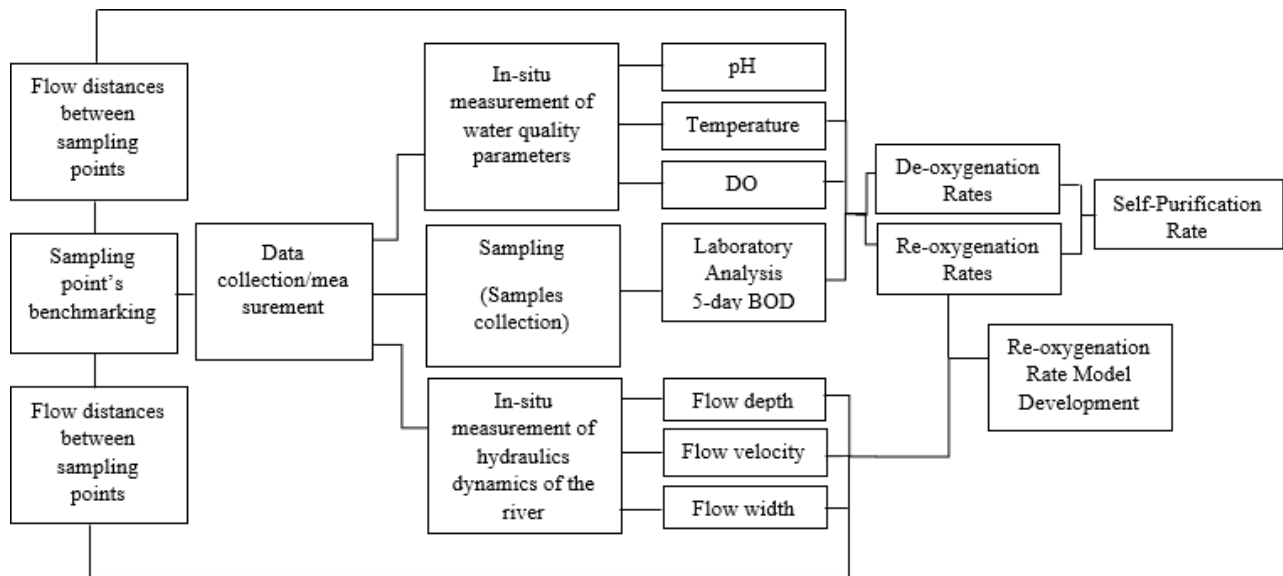 Flow distances
between
sampling
points
Sampling
point’s
benchmarking
Flow distances
between
sampling
points
Data
collection/mea
surement
In-situ
measurement of
water quality
parameters
Sampling
(Samples
collection)
In-situ
measurement of
hydraulics
dynamics of the
river
pH
Temperature
DO
Laboratory
Analysis
5-day BOD
Flow depth
Flow velocity
Flow width
De-oxygenation
Rates
Re-oxygenation
Rates
Self-Purification
Rate
Re-oxygenation
Rate Model
Development